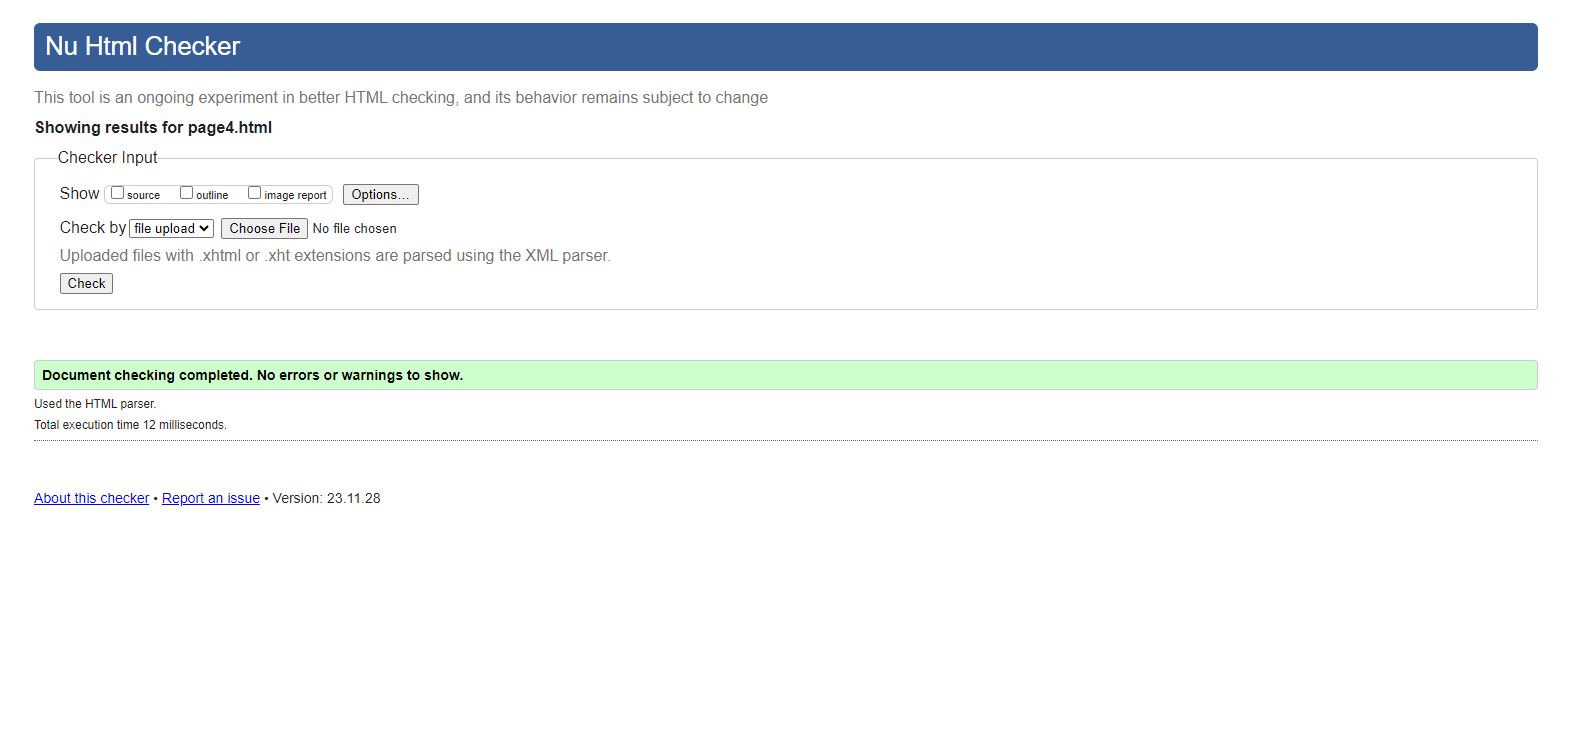 Nu Html Checker
This tool is an ongoing experiment in better HTML checking, and its behavior remains subject to change
Showing results for page4.html
Checker Input
Show source outline image report Options...
Check by file upload Choose File No file chosen
Uploaded files with .xhtml or .xht extensions are parsed using the XML parser.
Check
Document checking completed. No errors or warnings to show.
Used the HTML parser.
Total execution time 12 milliseconds.
About this checker • Report an issue • Version: 23.11.28